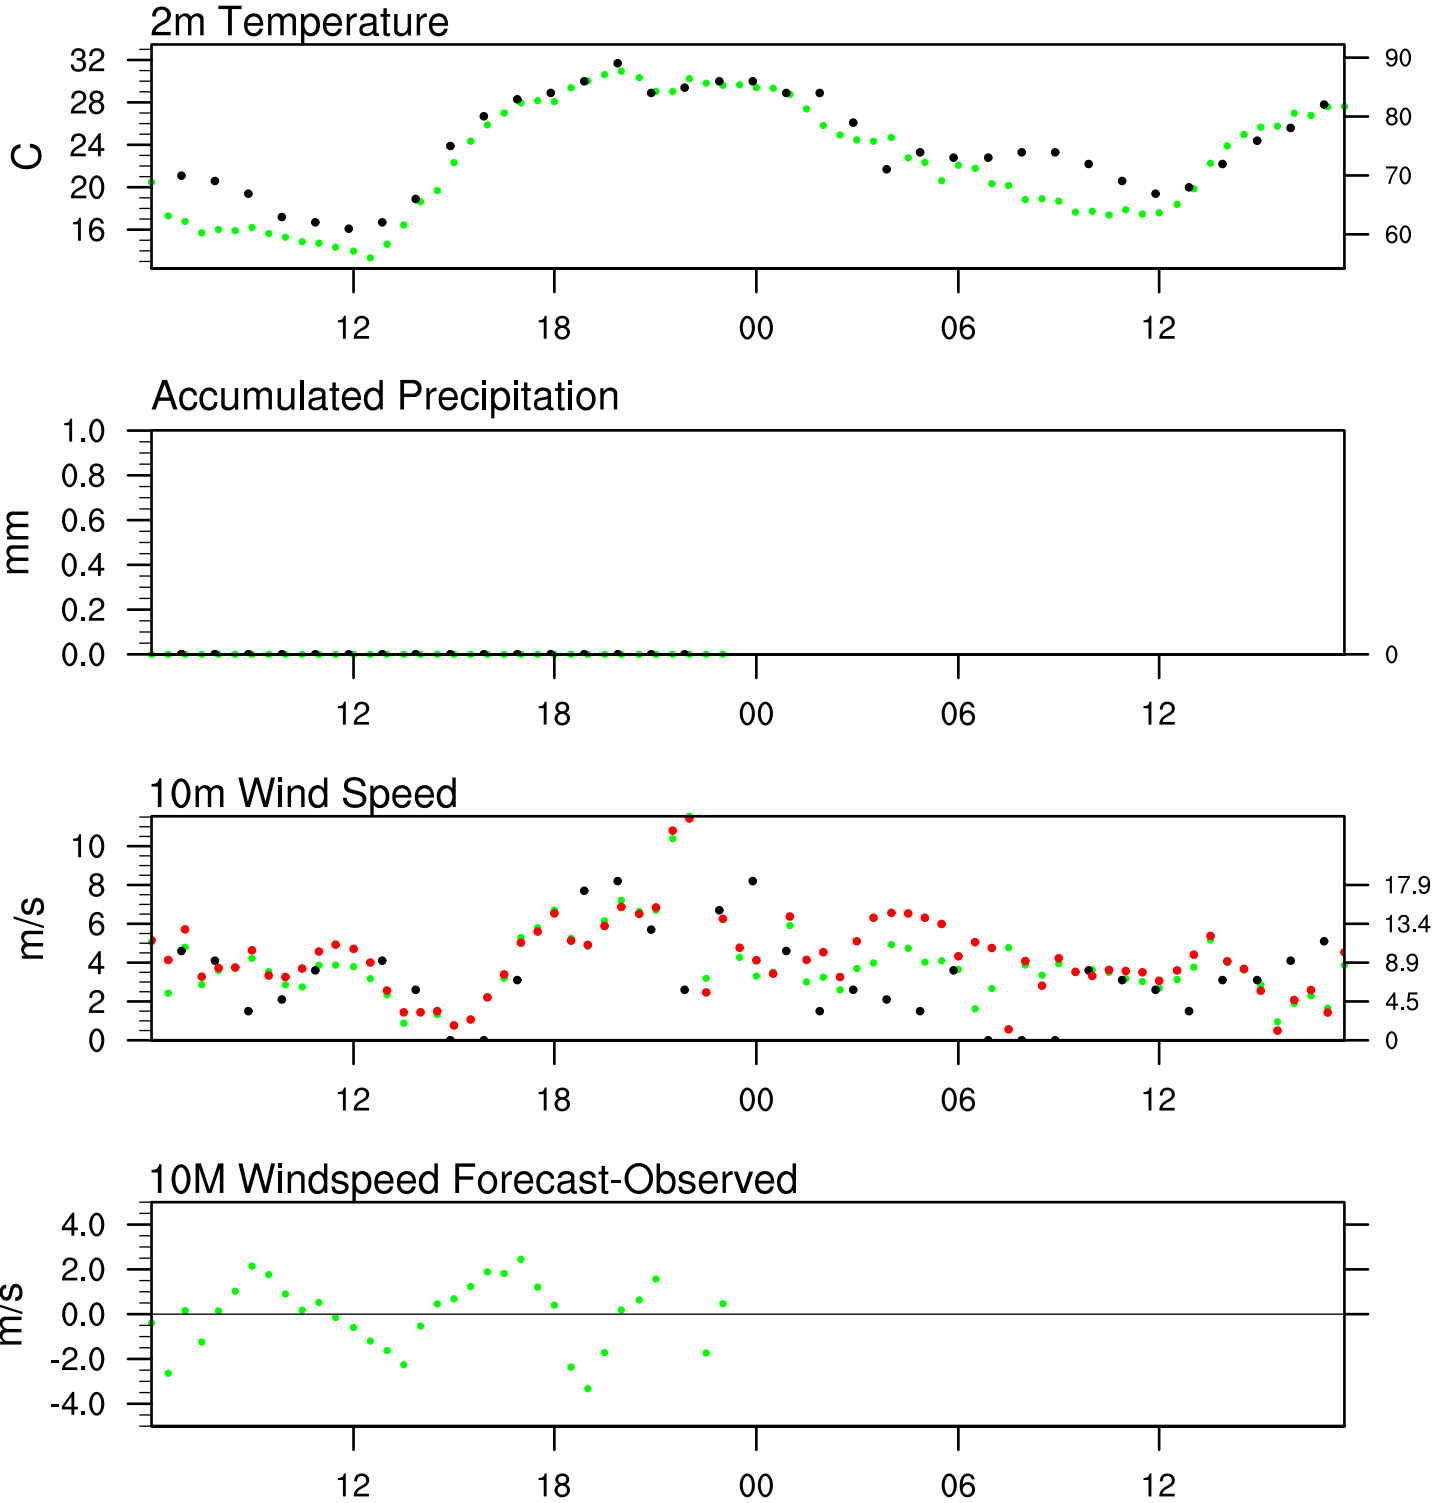 2m Temperature
32
28
24
20
16
C
90
80
70
60
12 18 00 06 12
Accumulated Precipitation
1.0
0.8
0.6
0.4
0.2
0.0
mm
0
12 18 00 06 12
10m Wind Speed
10
8
6
4
2
0
m/s
17.9
13.4
8.9
4.5
0
12 18 00 06 12
10M Windspeed Forecast-Observed
4.0
2.0
0.0
-2.0
-4.0
m/s
12 18 00 06 12